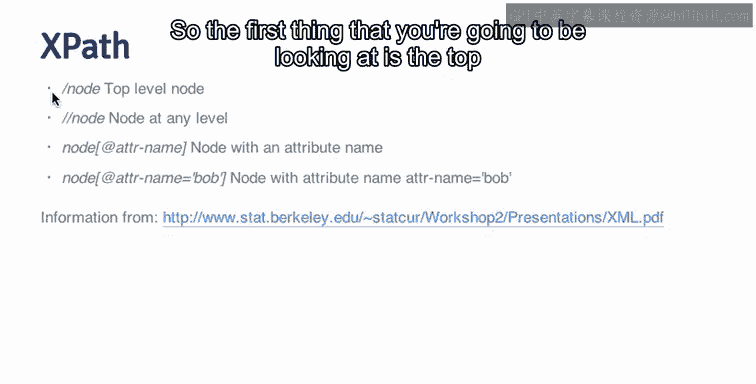 So the first thing that you're going to be
looking at is the top
XPath
· /node Top level node
· //node Node at any level
· node[@attr-name] Node with an attribute name
· node[@attr-name='bob'] Node with attribute name attr-name='bob'
Information from: http://www.stat.berkeley.edu/~statcur/Workshop2/Presentations/XML.pdf